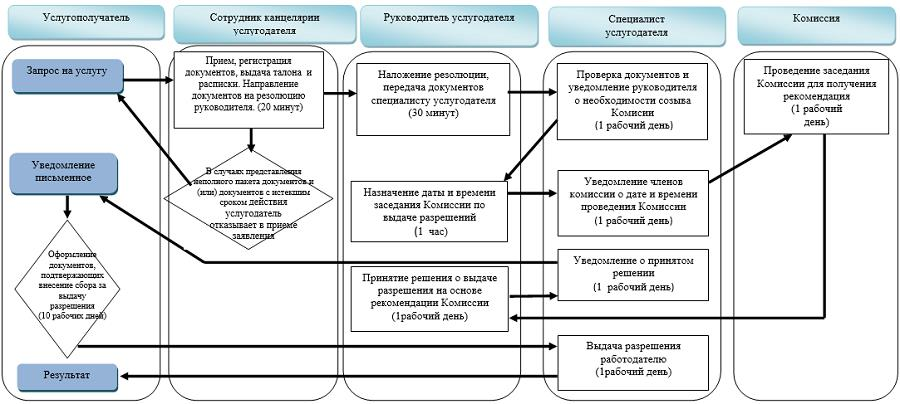 Услугополучатель
Сотрудник канцелярии
услугодателя
Руководитель услугодателя
Специалист
услугодателя
Комиссия
Запрос на услугу
Прием, регистрация
документов, выдача талона и
расписки. Направление
документов на резолюцию
руководителя. (20 минут)
Наложение резолюции,
передача документов
специалисту услугодателя
(30 минут)
Проверка документов и
уведомление руководителя
о необходимости созыва
Комисии
(1 рабочий день)
Проведение заседания
Комиссии для получения
рекомендации
(1 рабочий
день)
Уведомление
письменное
В случаях представления
неполного пакета документов и
(или) документов с истекшим
сроком действия
услугодатель
отказывает в приеме
заявления
Назначение даты и времени
заседания Комиссии по
выдаче разрешений
(1 час)
Уведомление членов
комиссии о дате и времени
проведения Комиссии
(1 рабочий день)
Оформление
документов,
подтверждающих
внесение сбора за
выдачу
разрешения
(10 рабочих дней)
Принятие решения о выдаче
разрешения на основе
рекомендации Комиссии
(1рабочий день)
Уведомление о принятом
решении
(1 рабочий день)
Выдача разрешения
работодателю
(1рабочий день)
Результат